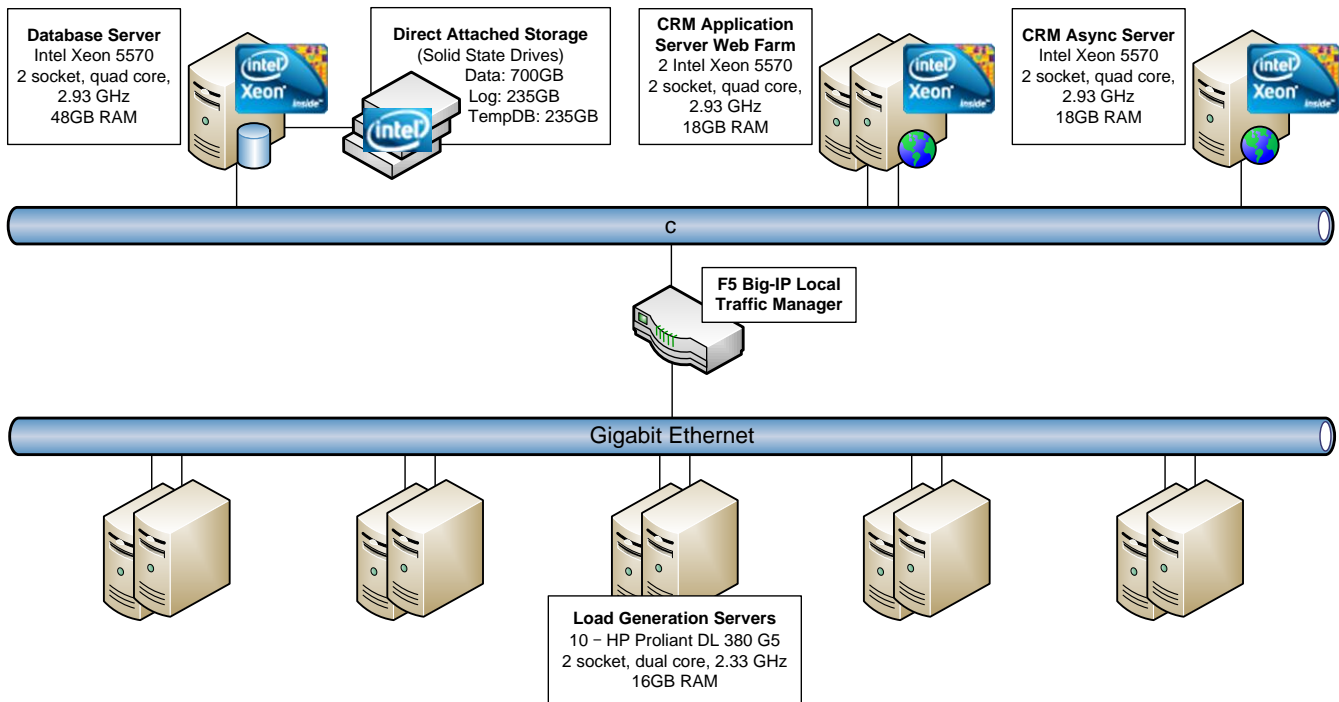 Database Server
Intel Xeon 5570
2 socket, quad core,
2.93 GHz
48GB RAM
intel
Xeon®
inside™
Direct Attached Storage
(Solid State Drives)
Data: 700GB
Log: 235GB
TempDB: 235GB
intel
CRM Application
Server Web Farm
2 Intel Xeon 5570
2 socket, quad core,
2.93 GHz
18GB RAM
intel
Xeon®
inside™
CRM Async Server
Intel Xeon 5570
2 socket, quad core,
2.93 GHz
18GB RAM
intel
Xeon®
inside™
c
F5 Big-IP Local
Traffic Manager
Gigabit Ethernet
Load Generation Servers
10 – HP Proliant DL 380 G5
2 socket, dual core, 2.33 GHz
16GB RAM